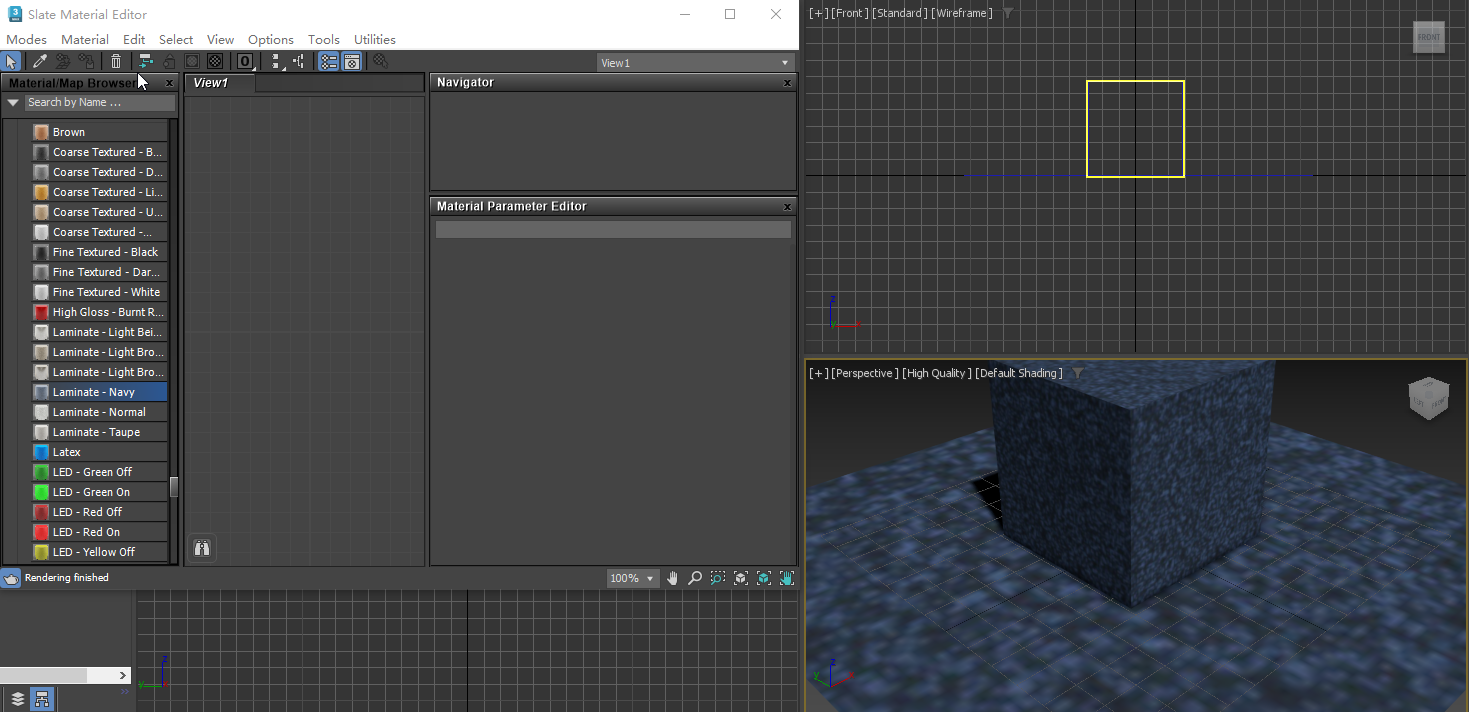 Slate Material Editor
Modes Material Edit Select View Options Tools Utilities
0
View1
Material/Map Browser
Search by Name ...
Brown
Coarse Textured - B...
Coarse Textured - D...
Coarse Textured - Li...
Coarse Textured - U...
Coarse Textured -...
Fine Textured - Black
Fine Textured - Dar...
Fine Textured - White
High Gloss - Burnt R...
Laminate - Light Bei...
Laminate - Light Bro...
Laminate - Light Bro...
Laminate - Navy
Laminate - Normal
Laminate - Taupe
Latex
LED - Green Off
LED - Green On
LED - Red Off
LED - Red On
LED - Yellow Off
View1
Navigator
Material Parameter Editor
Rendering finished
100%
z
y
[+] [Front ] [Standard ] [Wireframe ]
FRONT
z
[+] [Perspective ] [High Quality ] [Default Shading ]
z
y
x